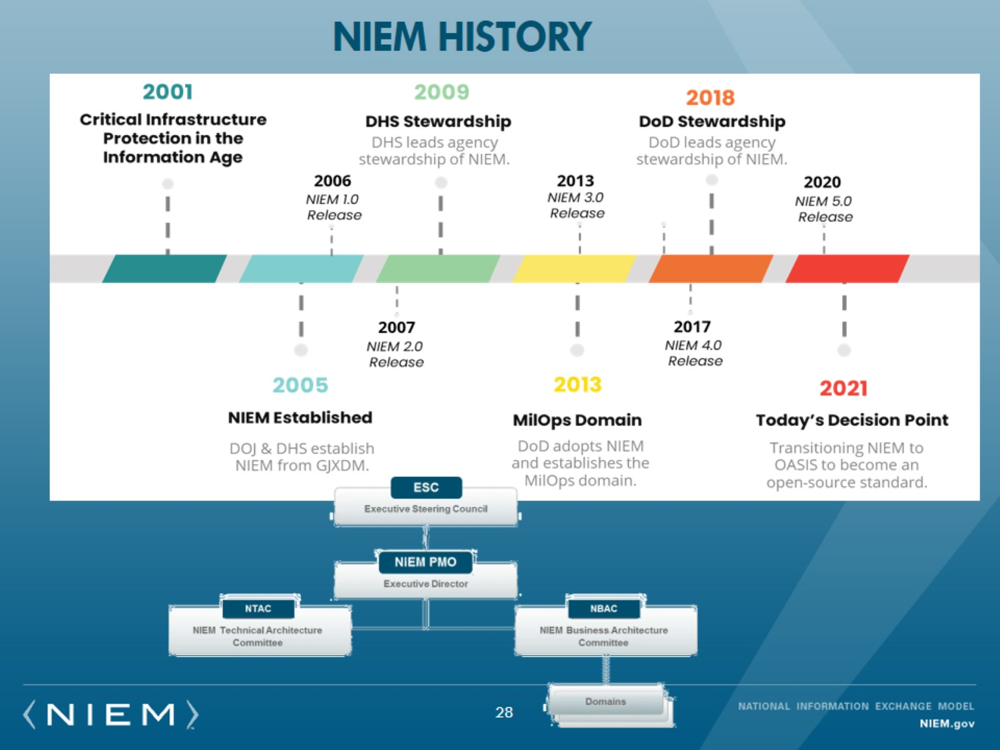 NIEM HISTORY
2001
Critical Infrastructure
Protection in the
Information Age
2009
DHS Stewardship
DHS leads agency
stewardship of NIEM.
2018
DoD Stewardship
DoD leads agency
stewardship of NIEM.
2006
NIEM 1.0
Release
2013
NIEM 3.0
Release
2020
NIEM 5.0
Release
2007
NIEM 2.0
Release
2017
NIEM 4.0
Release
2005
NIEM Established
DOJ & DHS establish
NIEM from GJXDM.
2013
MilOps Domain
DoD adopts NIEM
and establishes the
MilOps domain.
2021
Today's Decision Point
Transitioning NIEM to
OASIS to become an
open-source standard.
ESC
Executive Steering Council
NIEM PMO
Executive Director
NTAC
NIEM Technical Architecture
Committee
NBAC
NIEM Business Architecture
Committee
Domains
NIEM
28
NATIONAL INFORMATION EXCHANGE MODEL
NIEM.gov